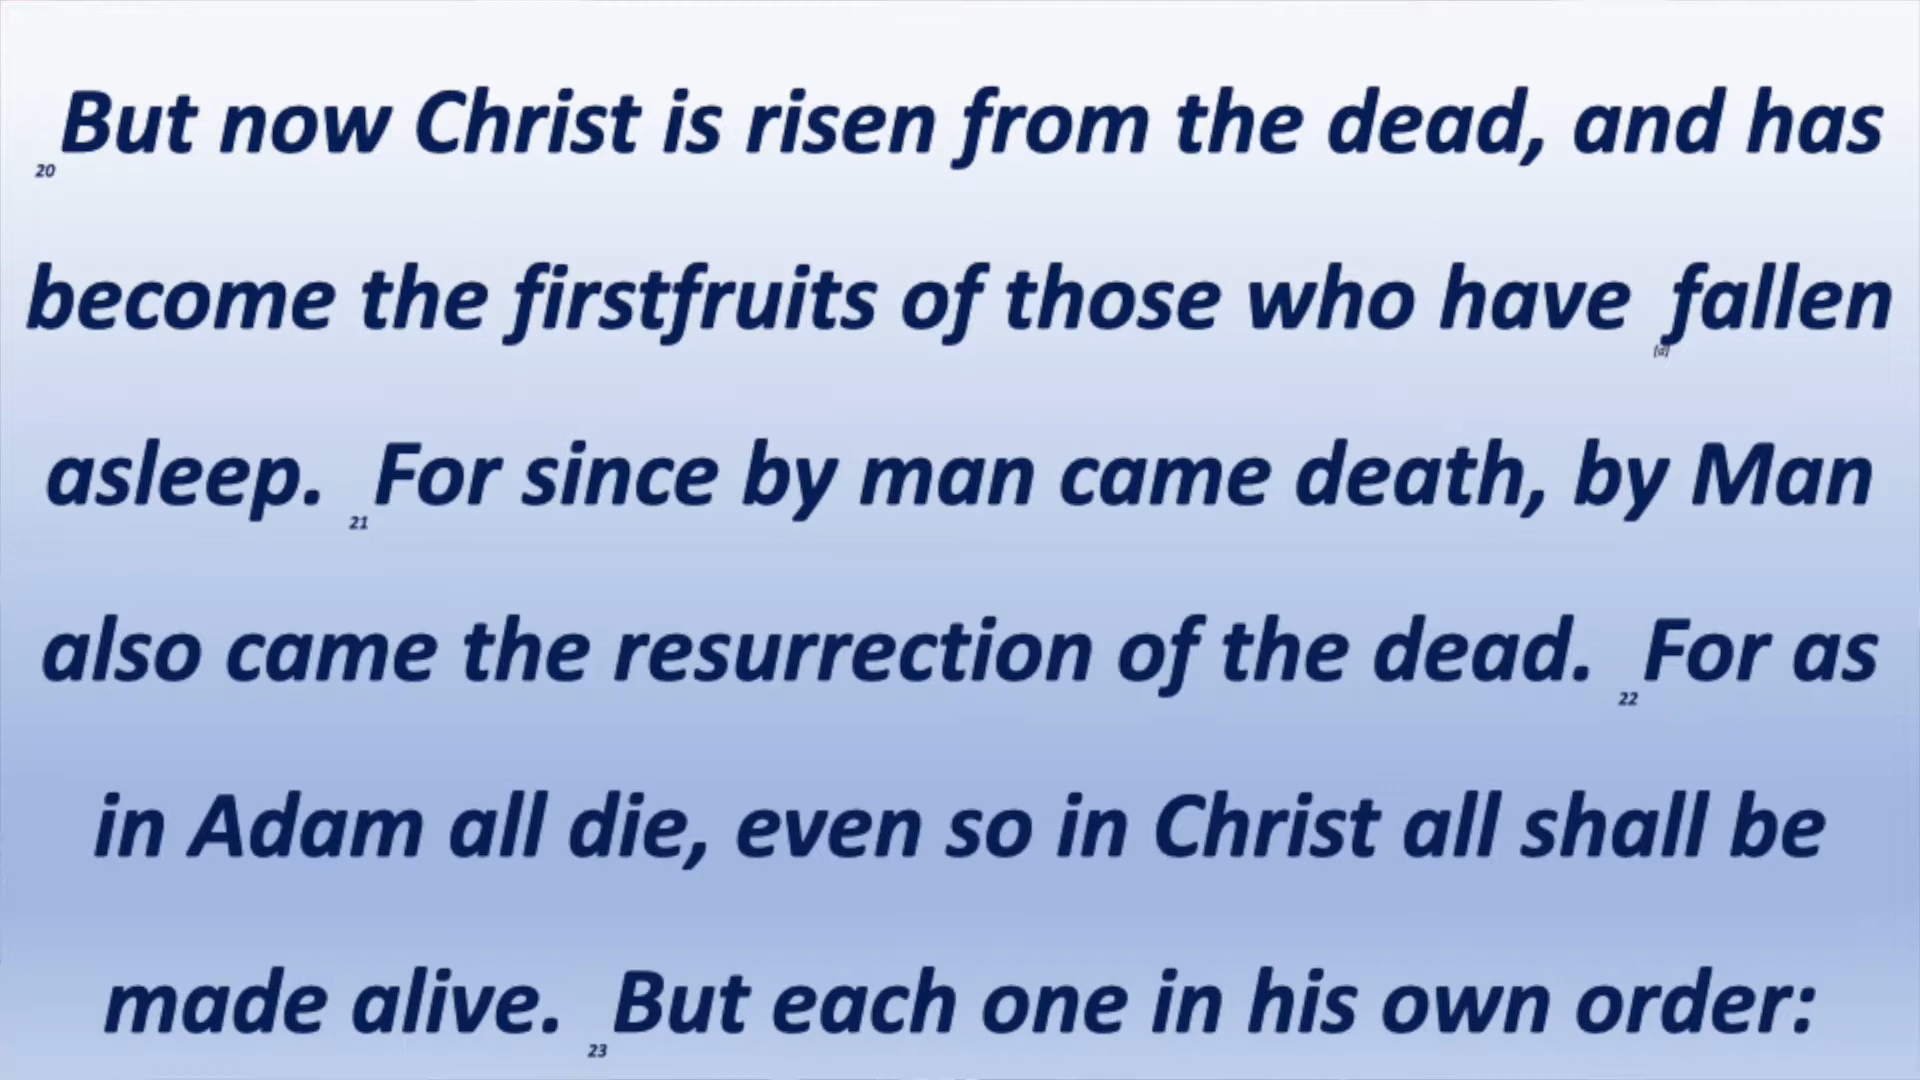 20 But now Christ is risen from the dead, and has
become the firstfruits of those who have [d] fallen
asleep. 21 For since by man came death, by Man
also came the resurrection of the dead. 22 For as
in Adam all die, even so in Christ all shall be
made alive. 23 But each one in his own order: